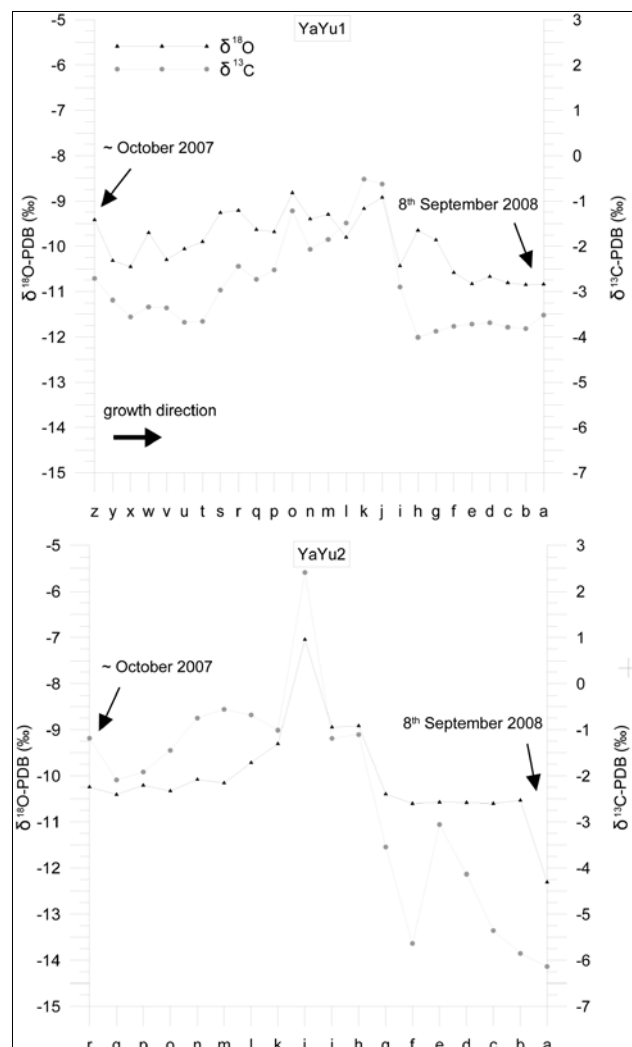 YaYu1
δ18O
δ13C
~ October 2007
8th September 2008
growth direction
δ18O-PDB (‰)
-5
-6
-7
-8
-9
-10
-11
-12
-13
-14
-15
δ13C-PDB (‰)
3
2
1
0
-1
-2
-3
-4
-5
-6
-7
z y x w v u t s r q p o n m l k j i h g f e d c b a
YaYu2
~ October 2007
8th September 2008
δ18O-PDB (‰)
-5
-6
-7
-8
-9
-10
-11
-12
-13
-14
-15
δ13C-PDB (‰)
3
2
1
0
-1
-2
-3
-4
-5
-6
-7
r q p o n m l k j i h g f e d c b a